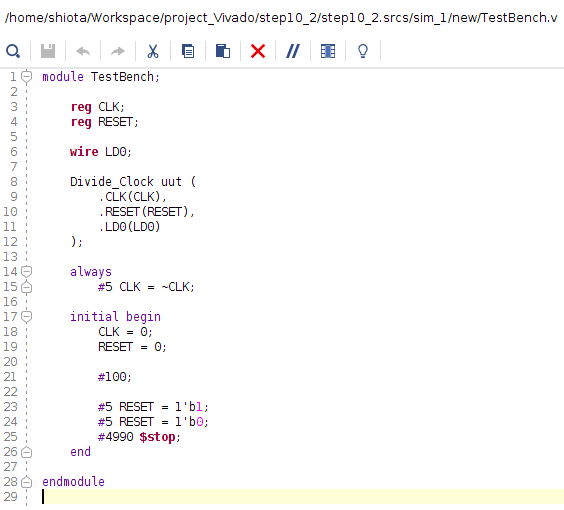 /home/shiota/Workspace/project_Vivado/step10_2/step10_2.srcs/sim_1/new/TestBench.v
1 module TestBench;
2
3 reg CLK;
4 reg RESET;
5
6 wire LD0;
7
8 Divide_Clock uut (
9 .CLK(CLK),
10 .RESET(RESET),
11 .LD0(LD0)
12 );
13
14 always
15 #5 CLK = ~CLK;
16
17 initial begin
18 CLK = 0;
19 RESET = 0;
20
21 #100;
22
23 #5 RESET = 1'b1;
24 #5 RESET = 1'b0;
25 #4990 $stop;
26 end
27
28 endmodule
29